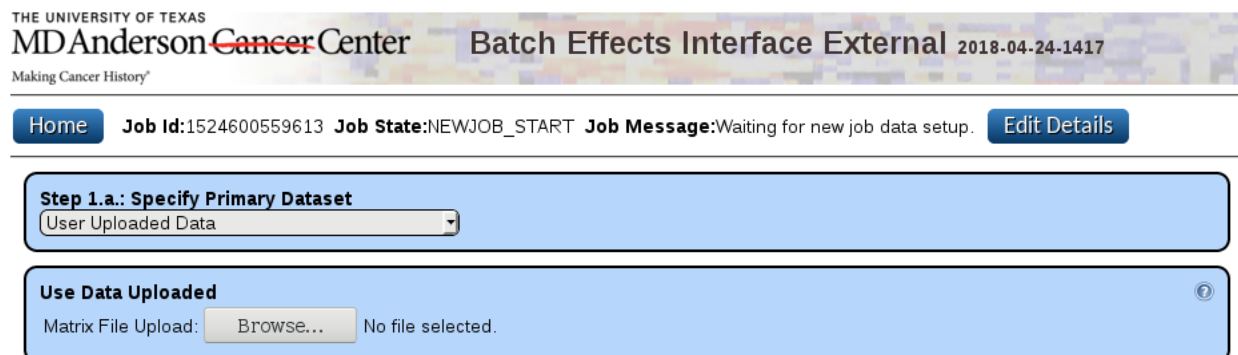 THE UNIVERSITY OF TEXAS
MD Anderson Cancer Center
Making Cancer History®
Batch Effects Interface External 2018-04-24-1417
Home Job Id:1524600559613 Job State:NEWJOB_START Job Message:Waiting for new job data setup. Edit Details
Step 1.a.: Specify Primary Dataset
User Uploaded Data
Use Data Uploaded ?
Matrix File Upload: Browse... No file selected.